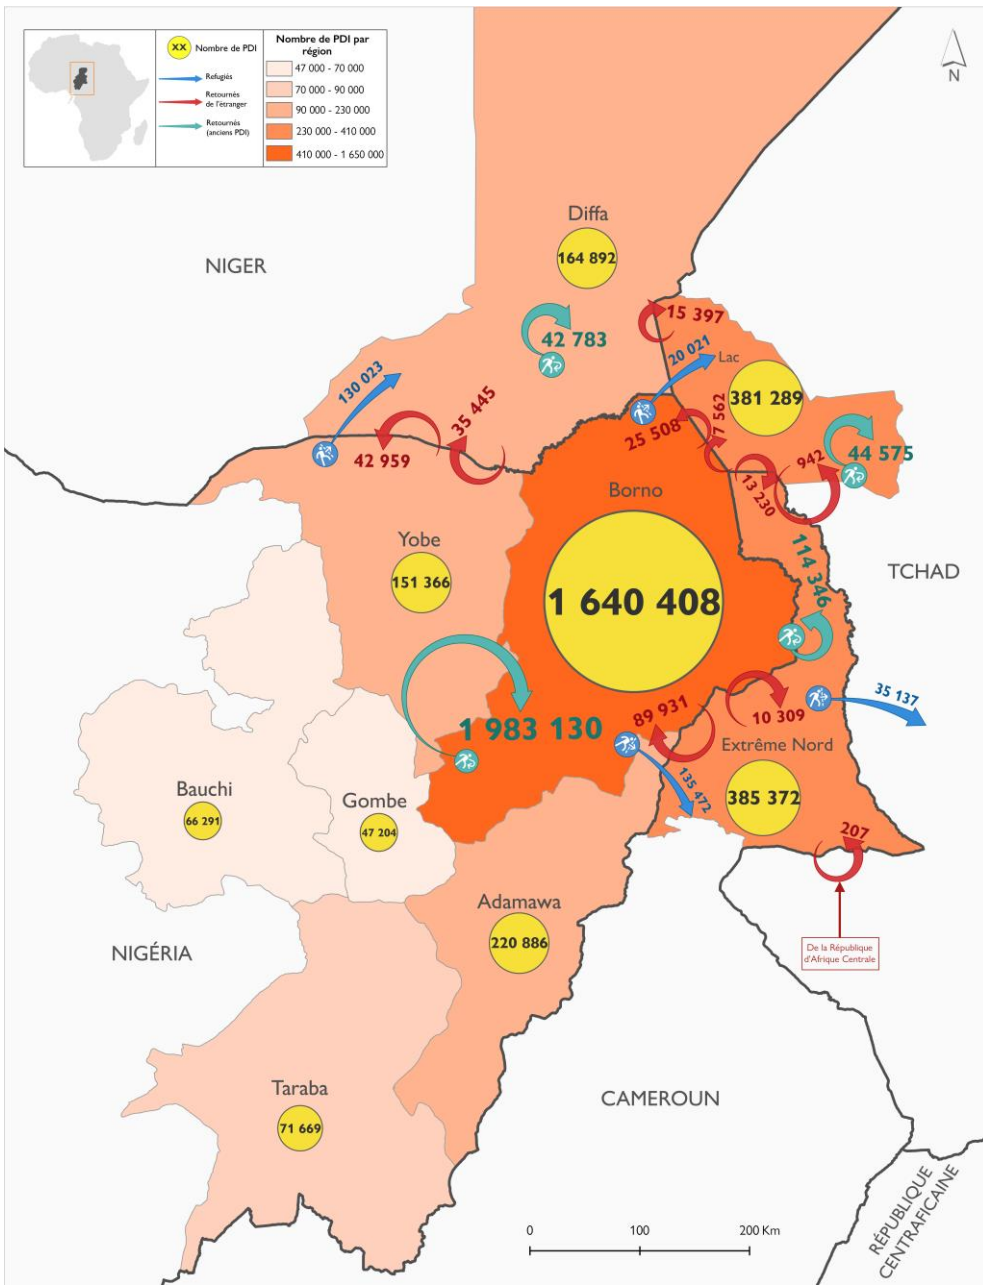 XX
Nombre de PDI
Refugiés
Retournés
de l'étranger
Retournés
(anciens PDI)
Nombre de PDI par
région
47 000 - 70 000
70 000 - 90 000
90 000 - 230 000
230 000 - 410 000
410 000 - 1 650 000
N
Diffa
164 892
NIGER
15 397
42 783
20 021
Lac
381 289
130 023
35 445
7 562
25 508
42 959
942
44 575
13 230
Borno
Yobe
151 366
114 346
TCHAD
1 640 408
35 137
89 931
10 309
1 983 130
Extrême Nord
135 472
385 372
Bauchi
66 291
Gombe
47 204
207
Adamawa
220 886
NIGÉRIA
De la République
d'Afrique Centrale
Taraba
71 669
CAMEROUN
RÉPUBLIQUE
CENTRAFICAINE
0 100 200 Km